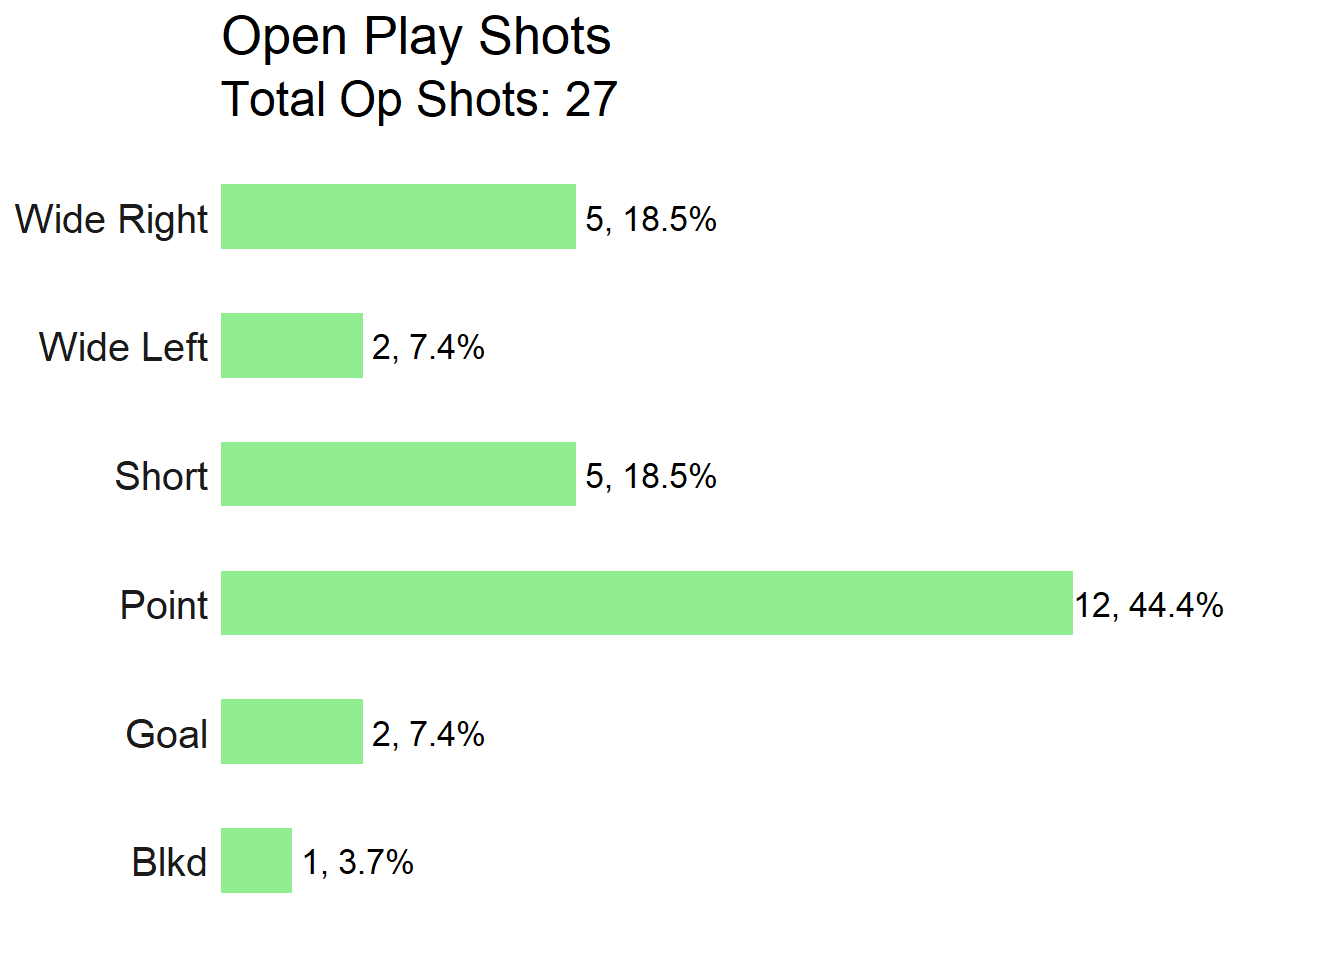 Open Play Shots
Total Op Shots: 27
Wide Right 5, 18.5%
Wide Left 2, 7.4%
Short 5, 18.5%
Point 12, 44.4%
Goal 2, 7.4%
Blkd 1, 3.7%